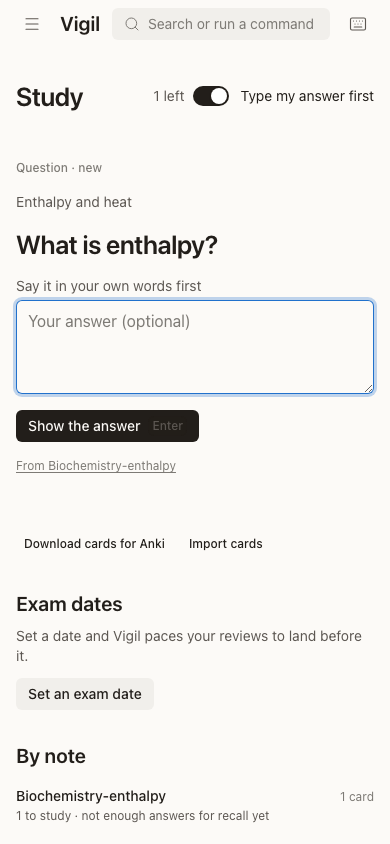 Vigil
Search or run a command
Study
1 left
Type my answer first
Question · new
Enthalpy and heat
What is enthalpy?
Say it in your own words first
Your answer (optional)
Show the answer Enter
From Biochemistry-enthalpy
Download cards for Anki
Import cards
Exam dates
Set a date and Vigil paces your reviews to land before
it.
Set an exam date
By note
Biochemistry-enthalpy
1 card
1 to study · not enough answers for recall yet